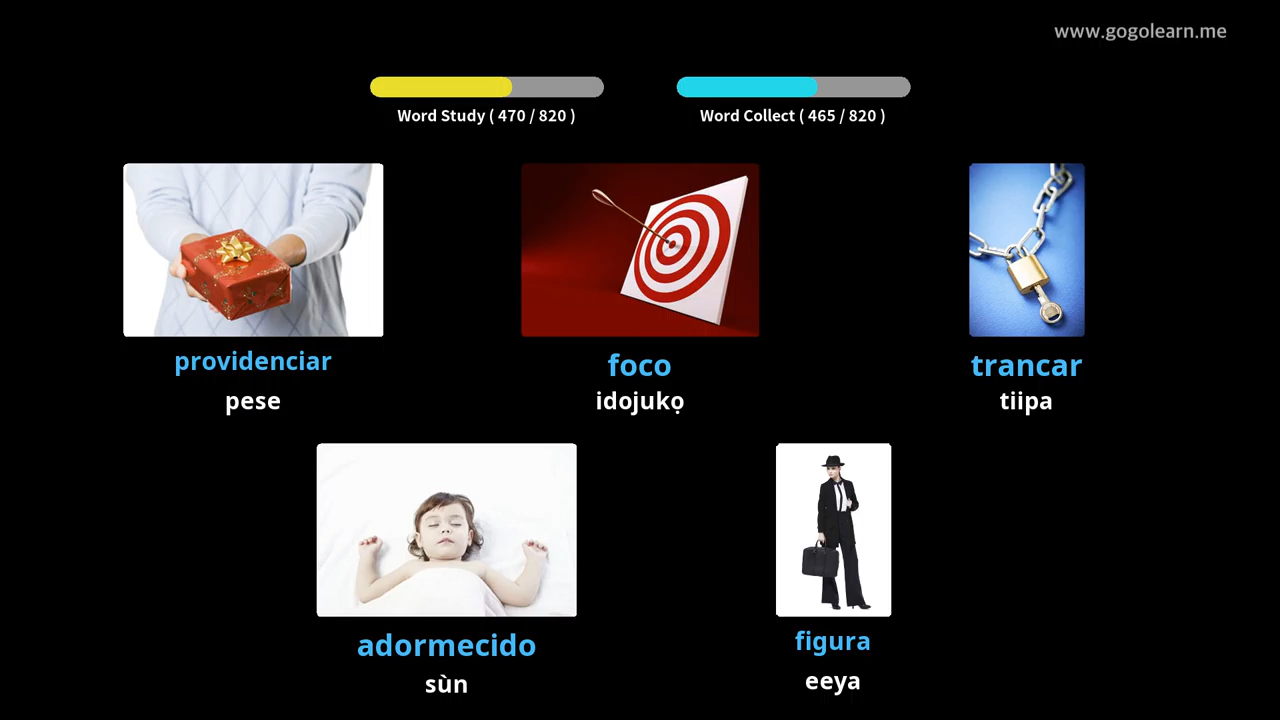 www.gogolearn.me
Word Study ( 470 / 820 )
Word Collect ( 465 / 820 )
providenciar
pese
foco
idojukọ
trancar
tiipa
adormecido
sùn
figura
eeya